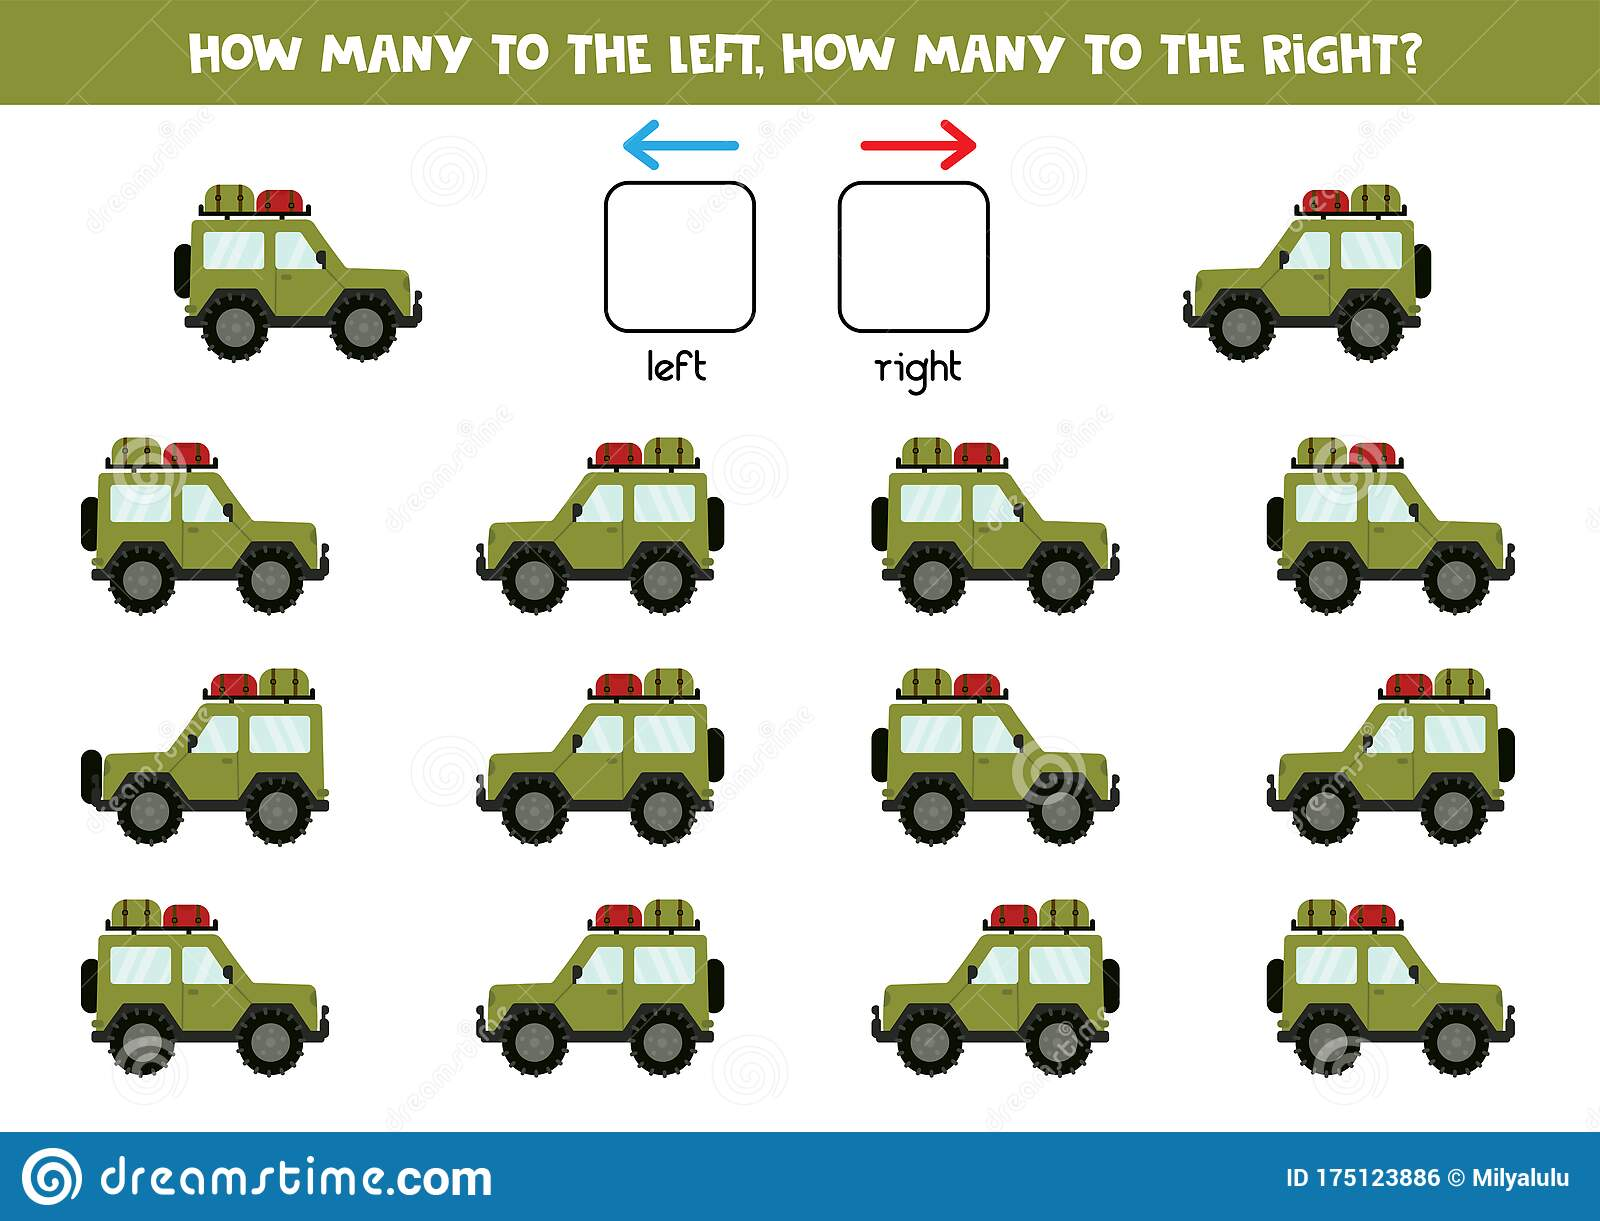 HOW MANY TO THE LEFT, HOW MANY TO THE RiGHT?
left
right
dreamstime.com
ID 175123886 © Milyalulu